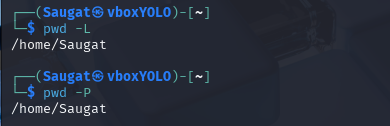 ┌──(Saugat㉿vboxYOLO)-[~]
└─$ pwd -L
/home/Saugat
┌──(Saugat㉿vboxYOLO)-[~]
└─$ pwd -P
/home/Saugat